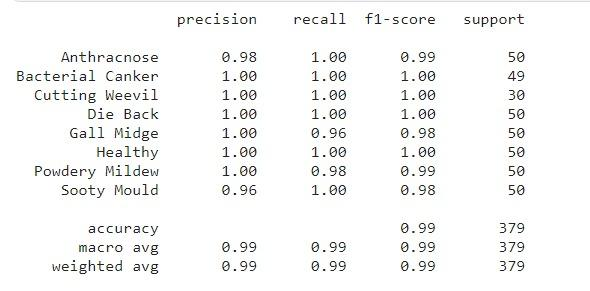 precision recall f1-score support
Anthracnose 0.98 1.00 0.99 50
Bacterial Canker 1.00 1.00 1.00 49
Cutting Weevil 1.00 1.00 1.00 30
Die Back 1.00 1.00 1.00 50
Gall Midge 1.00 0.96 0.98 50
Healthy 1.00 1.00 1.00 50
Powdery Mildew 1.00 0.98 0.99 50
Sooty Mould 0.96 1.00 0.98 50
accuracy 0.99 379
macro avg 0.99 0.99 0.99 379
weighted avg 0.99 0.99 0.99 379